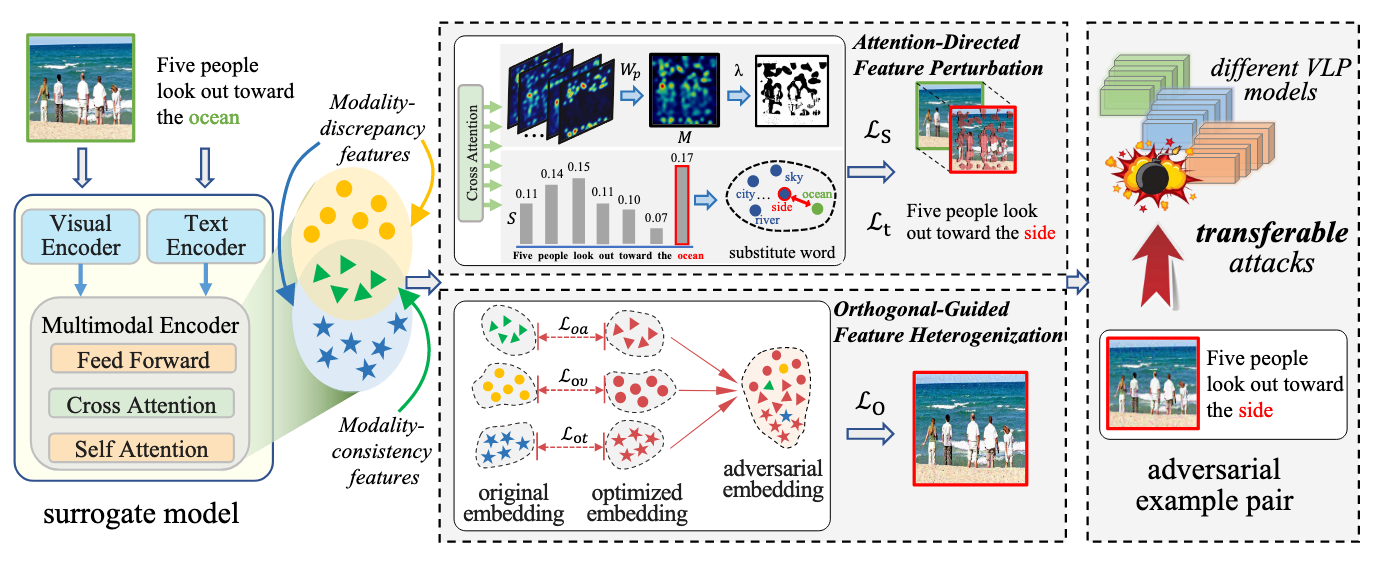 Five people
look out toward
the ocean
Visual
Encoder
Text
Encoder
Multimodal Encoder
Feed Forward
Cross Attention
Self Attention
surrogate model
Modality-
discrepancy
features
Modality-
consistency
features
Attention-Directed
Feature Perturbation
Cross Attention
...
W_p
M
λ
S
0.11
0.14
0.15
0.11
0.10
0.07
0.17
Five people look out toward the ocean
sky
city...
ocean
side
river
substitute word
ℒ_S
ℒ_t
Five people look
out toward the side
Orthogonal-Guided
Feature Heterogenization
ℒ_oa
ℒ_ov
ℒ_ot
original
embedding
optimized
embedding
adversarial
embedding
ℒ_O
different VLP
models
transferable
attacks
Five people
look out toward
the side
adversarial
example pair